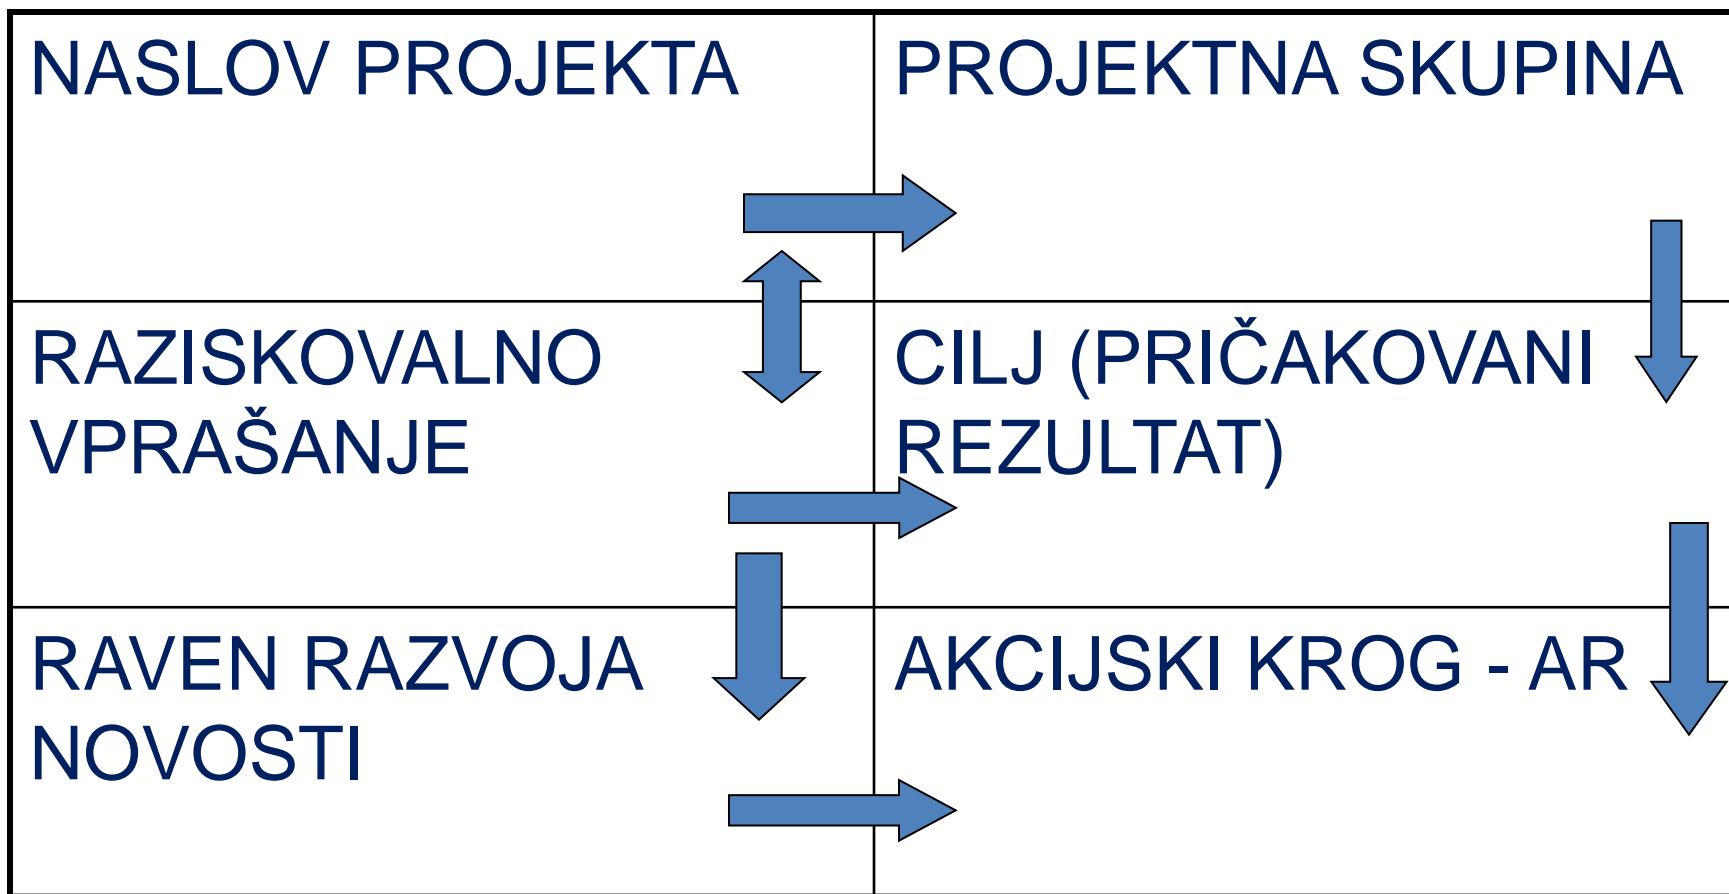 NASLOV PROJEKTA
PROJEKTNA SKUPINA
RAZISKOVALNO
VPRAŠANJE
CILJ (PRIČAKOVANI
REZULTAT)
RAVEN RAZVOJA
NOVOSTI
AKCIJSKI KROG - AR